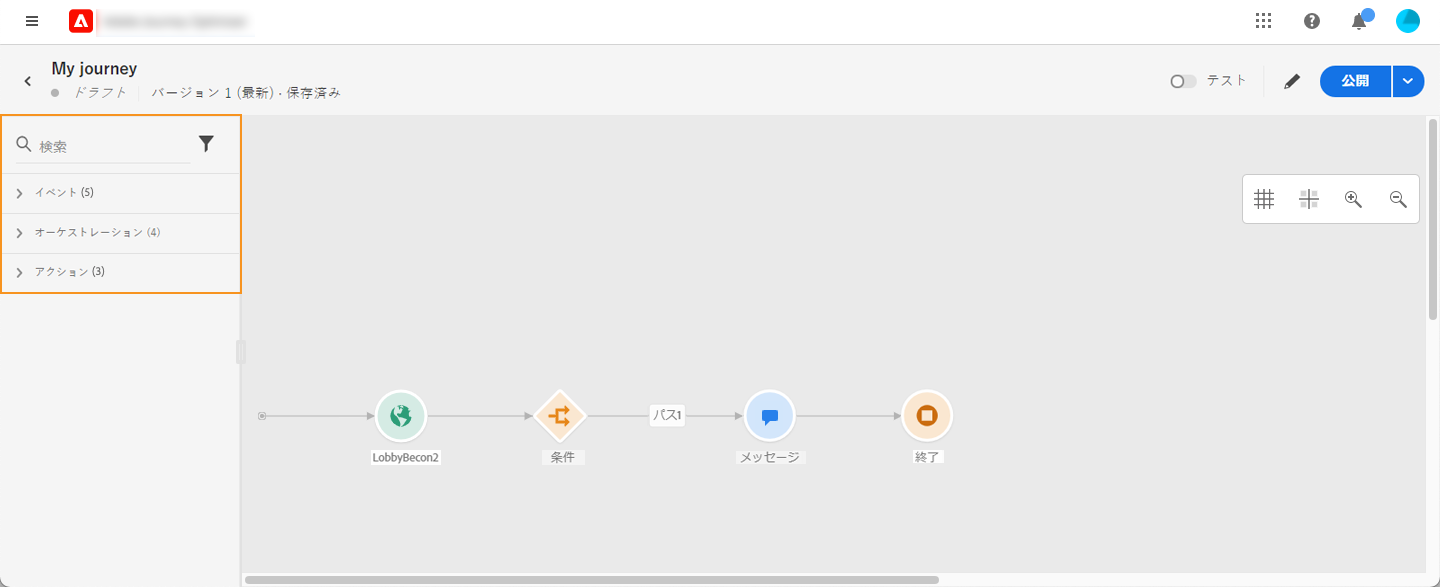 My journey
ドラフト バージョン 1 (最新) · 保存済み
テスト
公開
検索
イベント (5)
オーケストレーション (4)
アクション (3)
パス1
LobbyBecon2
条件
メッセージ
終了